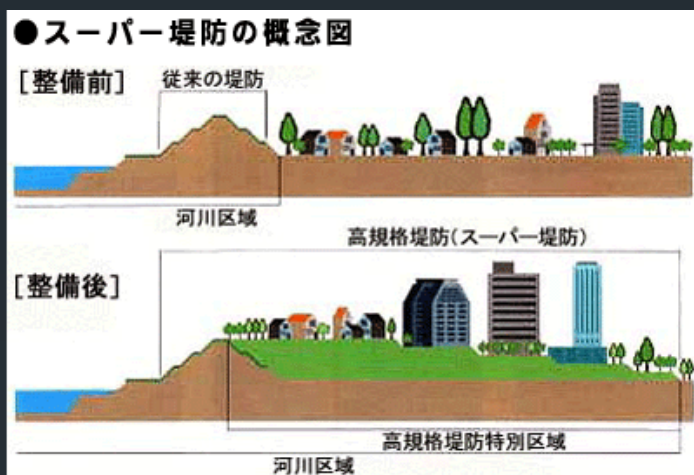 ●スーパー堤防の概念図
[整備前]
従来の堤防
河川区域
高規格堤防(スーパー堤防)
[整備後]
高規格堤防特別区域
河川区域